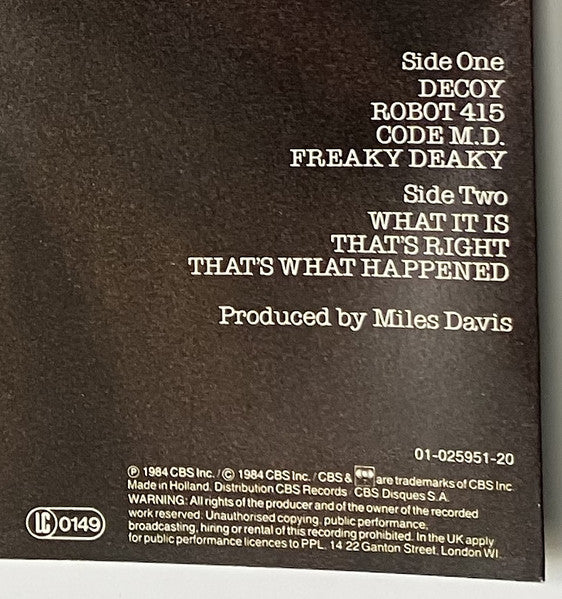 Side One
DECOY
ROBOT 415
CODE M.D.
FREAKY DEAKY
Side Two
WHAT IT IS
THAT'S RIGHT
THAT'S WHAT HAPPENED
Produced by Miles Davis
01-025951-20
℗ 1984 CBS Inc. / © 1984 CBS Inc. / CBS & are trademarks of CBS Inc
Made in Holland. Distribution CBS Records CBS Disques S.A.
WARNING: All rights of the producer and of the owner of the recorded
work reserved. Unauthorised copying, public performance,
broadcasting, hiring or rental of this recording prohibited. In the UK apply
for public performance licences to PPL. 14 22 Ganton Street, London W1.
LC 0149